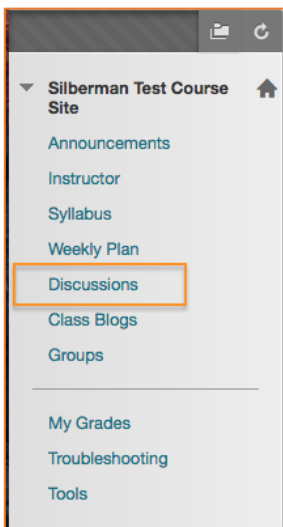 Silberman Test Course
Site
Announcements
Instructor
Syllabus
Weekly Plan
Discussions
Class Blogs
Groups
My Grades
Troubleshooting
Tools